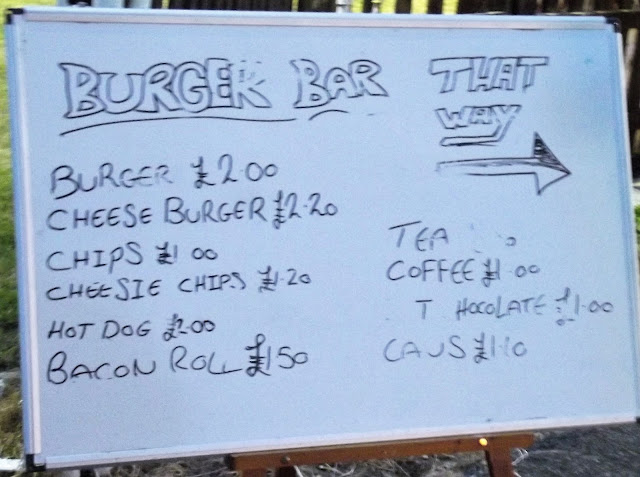 BURGER BAR
THAT
WAY
BURGER £2.00
CHEESE BURGER £2.20
CHIPS £1.00
CHEESIE CHIPS £1.20
HOT DOG £2.00
BACON ROLL £1.50
TEA
COFFEE £1.00
T HOCOLATE £1.00
CANS £1.10